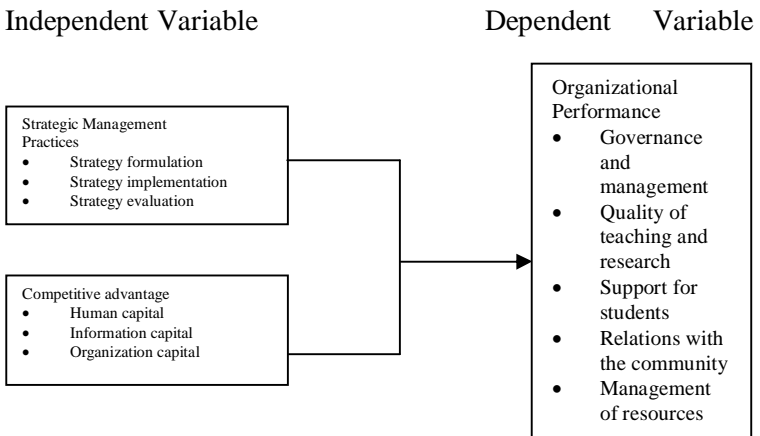 Independent Variable
Dependent Variable
Strategic Management
Practices
• Strategy formulation
• Strategy implementation
• Strategy evaluation
Competitive advantage
• Human capital
• Information capital
• Organization capital
Organizational
Performance
• Governance
and
management
• Quality of
teaching and
research
• Support for
students
• Relations with
the community
• Management
of resources